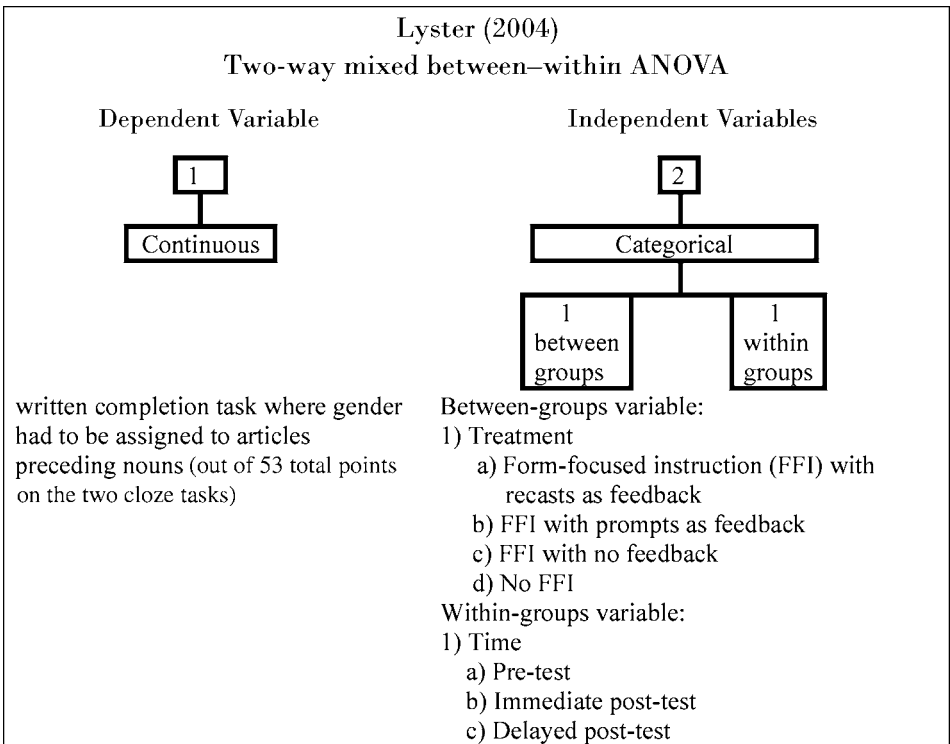 Lyster (2004)
Two-way mixed between–within ANOVA
Dependent Variable
1
Continuous
written completion task where gender
had to be assigned to articles
preceding nouns (out of 53 total points
on the two cloze tasks)
Independent Variables
2
Categorical
1
between
groups
1
within
groups
Between-groups variable:
1) Treatment
a) Form-focused instruction (FFI) with
recasts as feedback
b) FFI with prompts as feedback
c) FFI with no feedback
d) No FFI
Within-groups variable:
1) Time
a) Pre-test
b) Immediate post-test
c) Delayed post-test